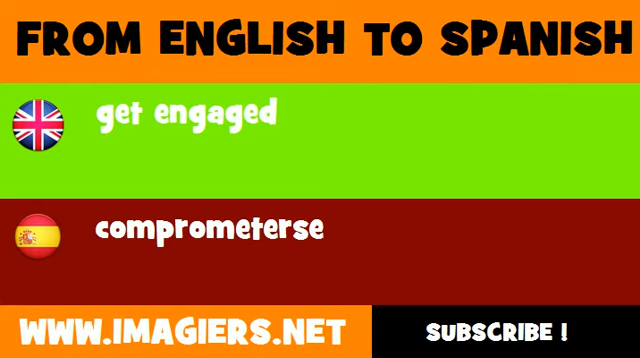 FROM ENGLISH TO SPANISH
get engaged
comprometerse
WWW.IMAGIERS.NET
SUBSCRIBE !